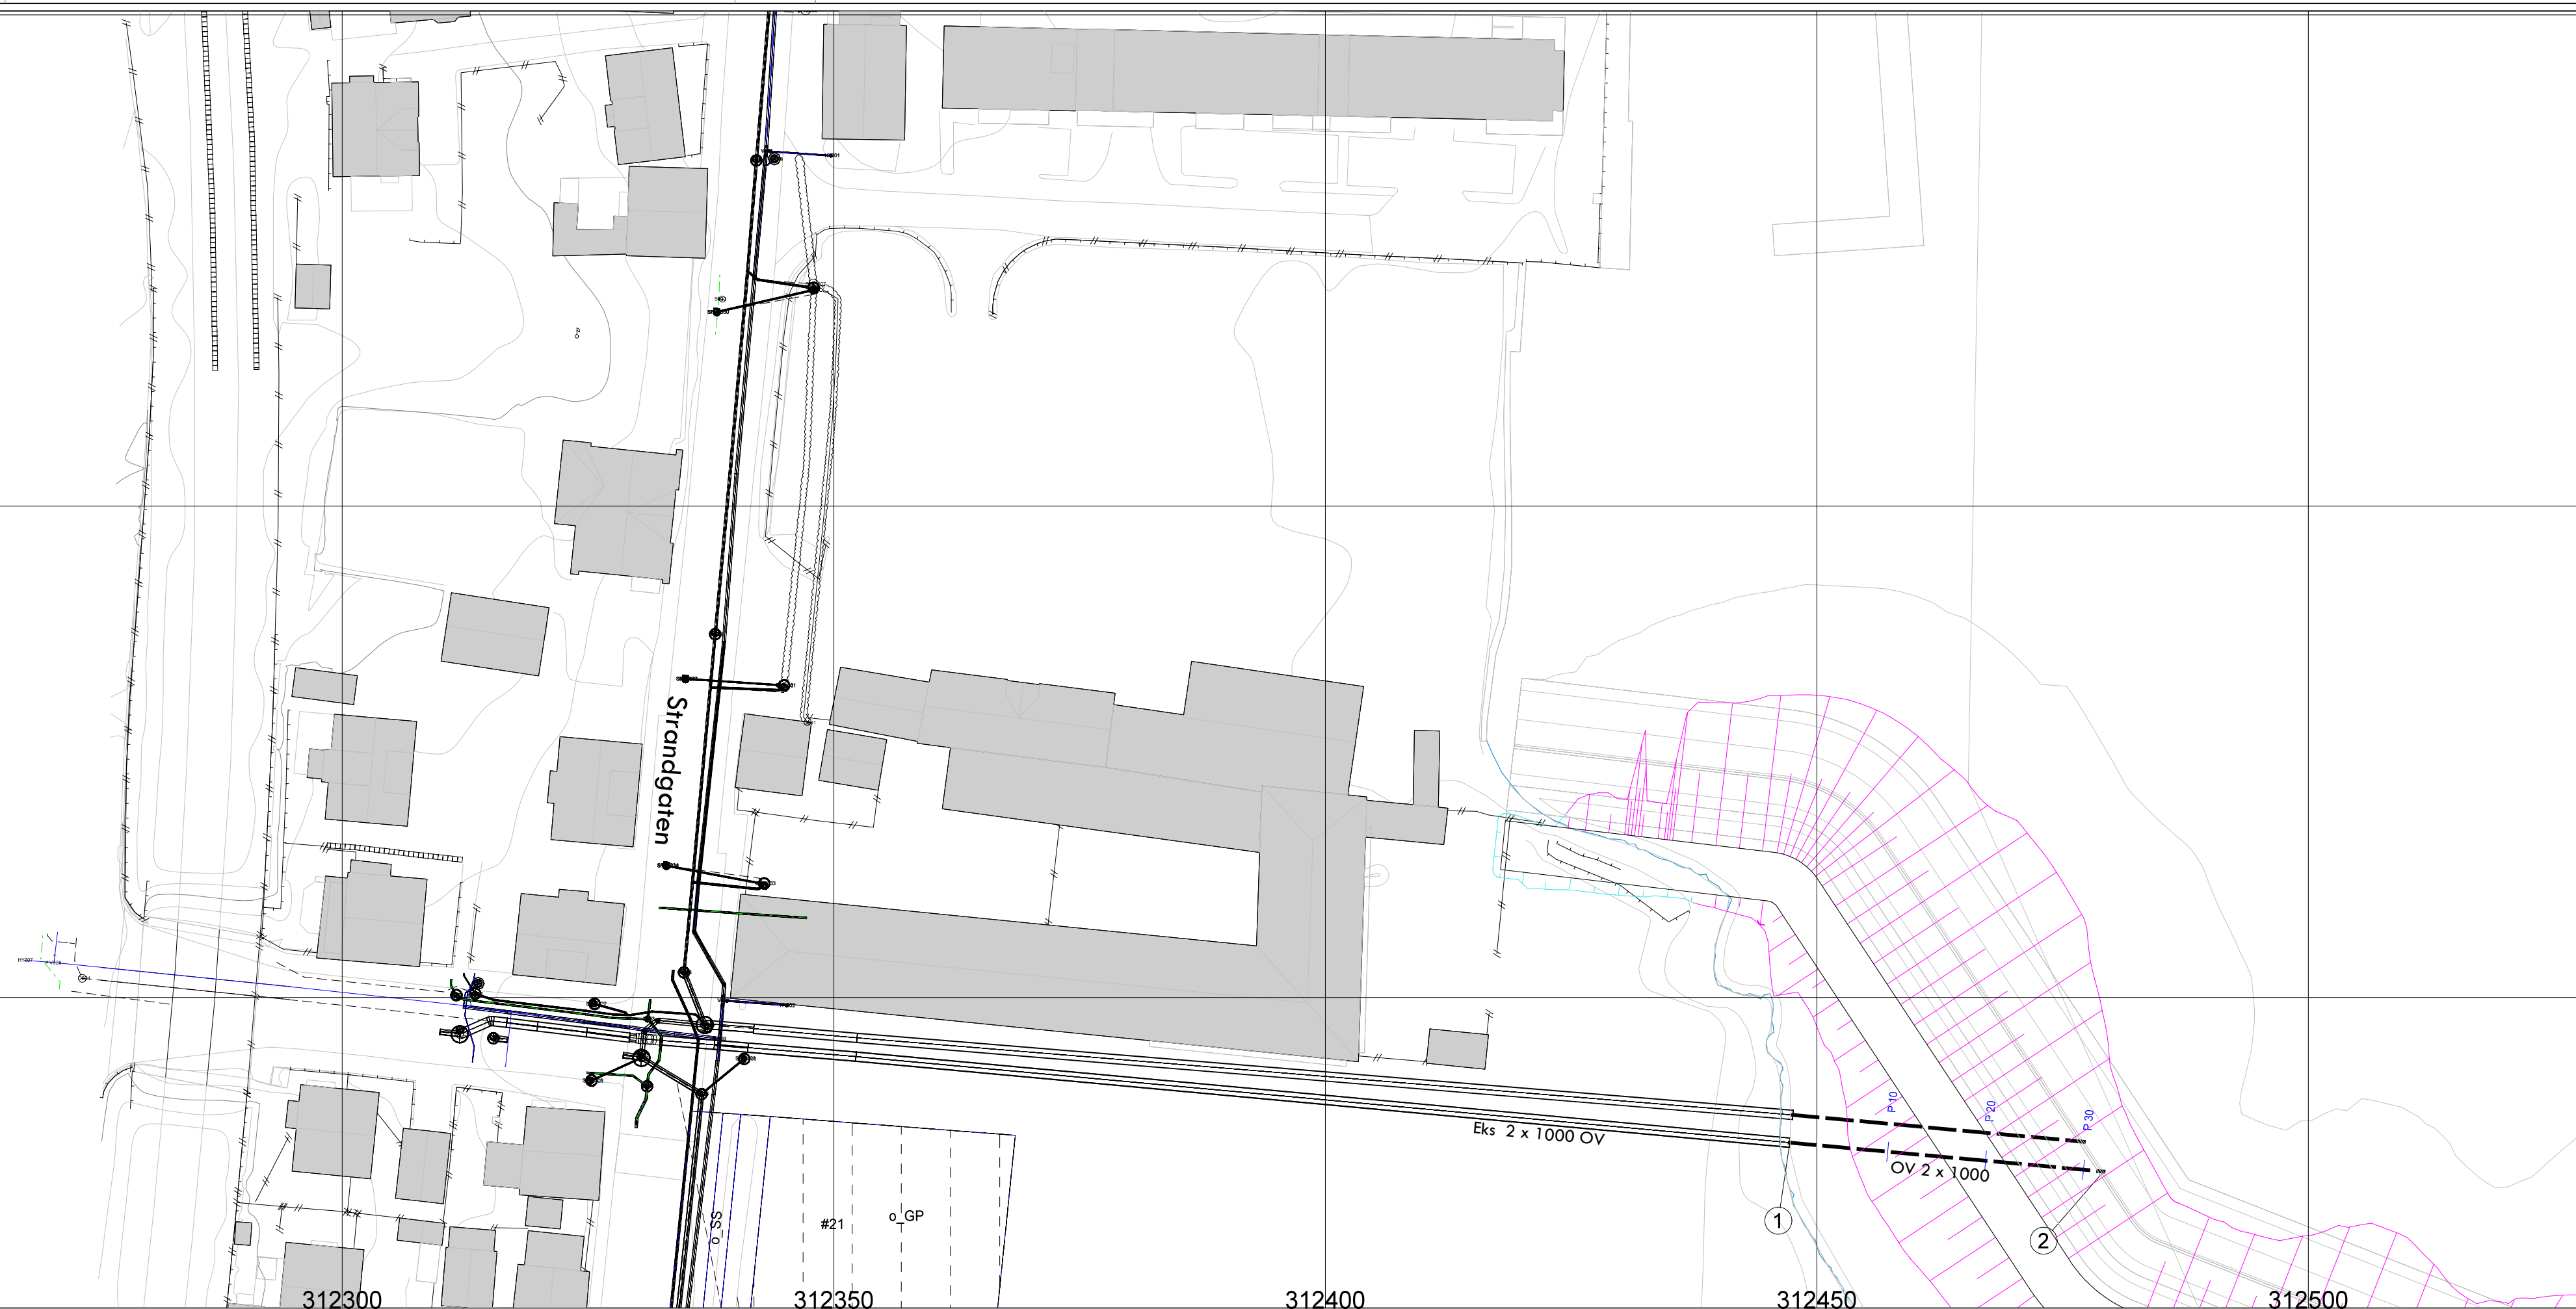 Strandgaten
P 10
P 20
P 30
Eks 2 x 1000 OV
OV 2 x 1000
1
2
o_SS
#21
o_GP
312300
312350
312400
312450
312500